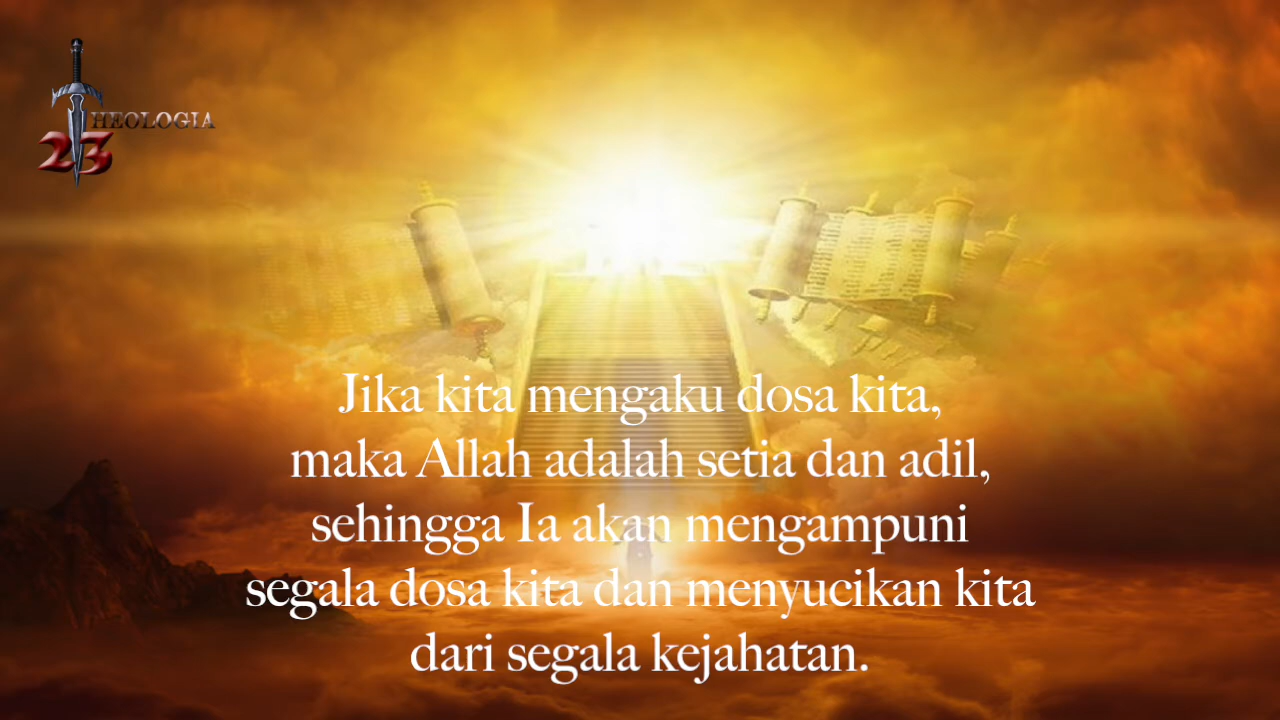 THEOLOGIA
23
Jika kita mengaku dosa kita,
maka Allah adalah setia dan adil,
sehingga Ia akan mengampuni
segala dosa kita dan menyucikan kita
dari segala kejahatan.